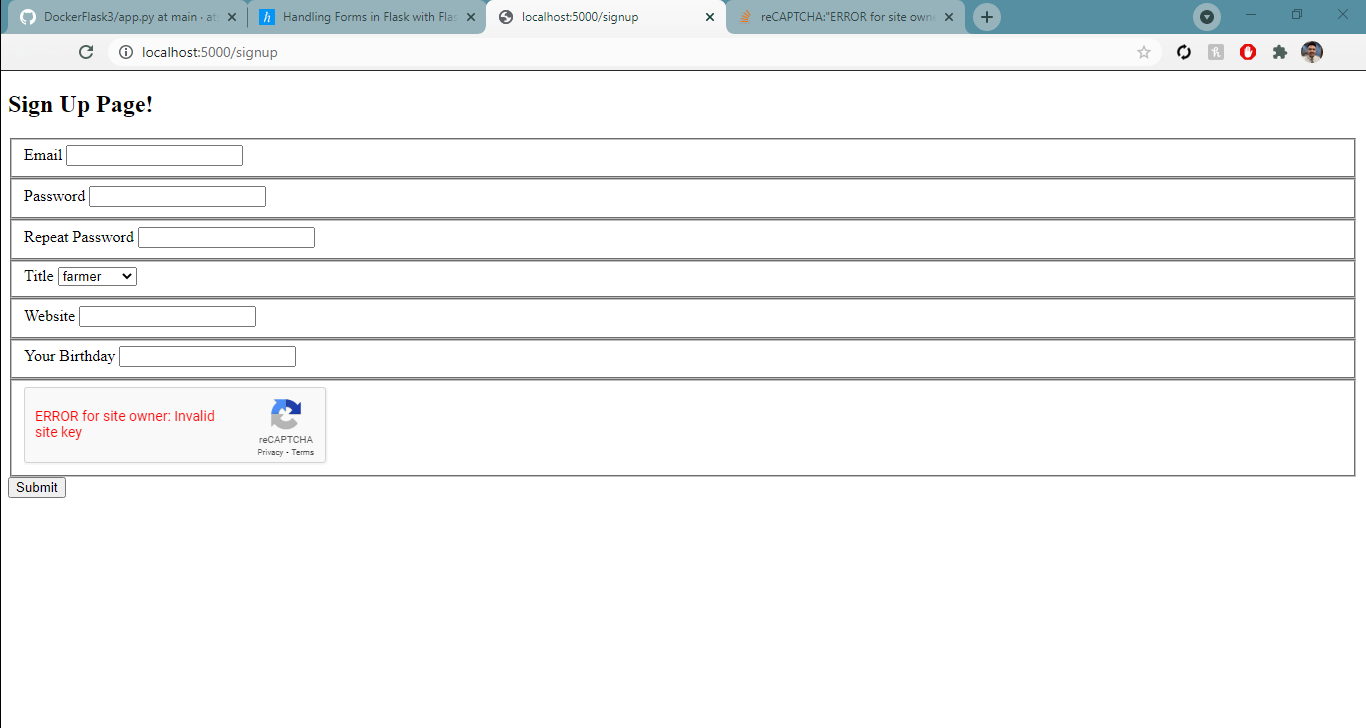 DockerFlask3/app.py at main · at
Handling Forms in Flask with Flas
localhost:5000/signup
reCAPTCHA:"ERROR for site owne
localhost:5000/signup
Sign Up Page!
Email
Password
Repeat Password
Title farmer
Website
Your Birthday
ERROR for site owner: Invalid
site key
reCAPTCHA
Privacy - Terms
Submit